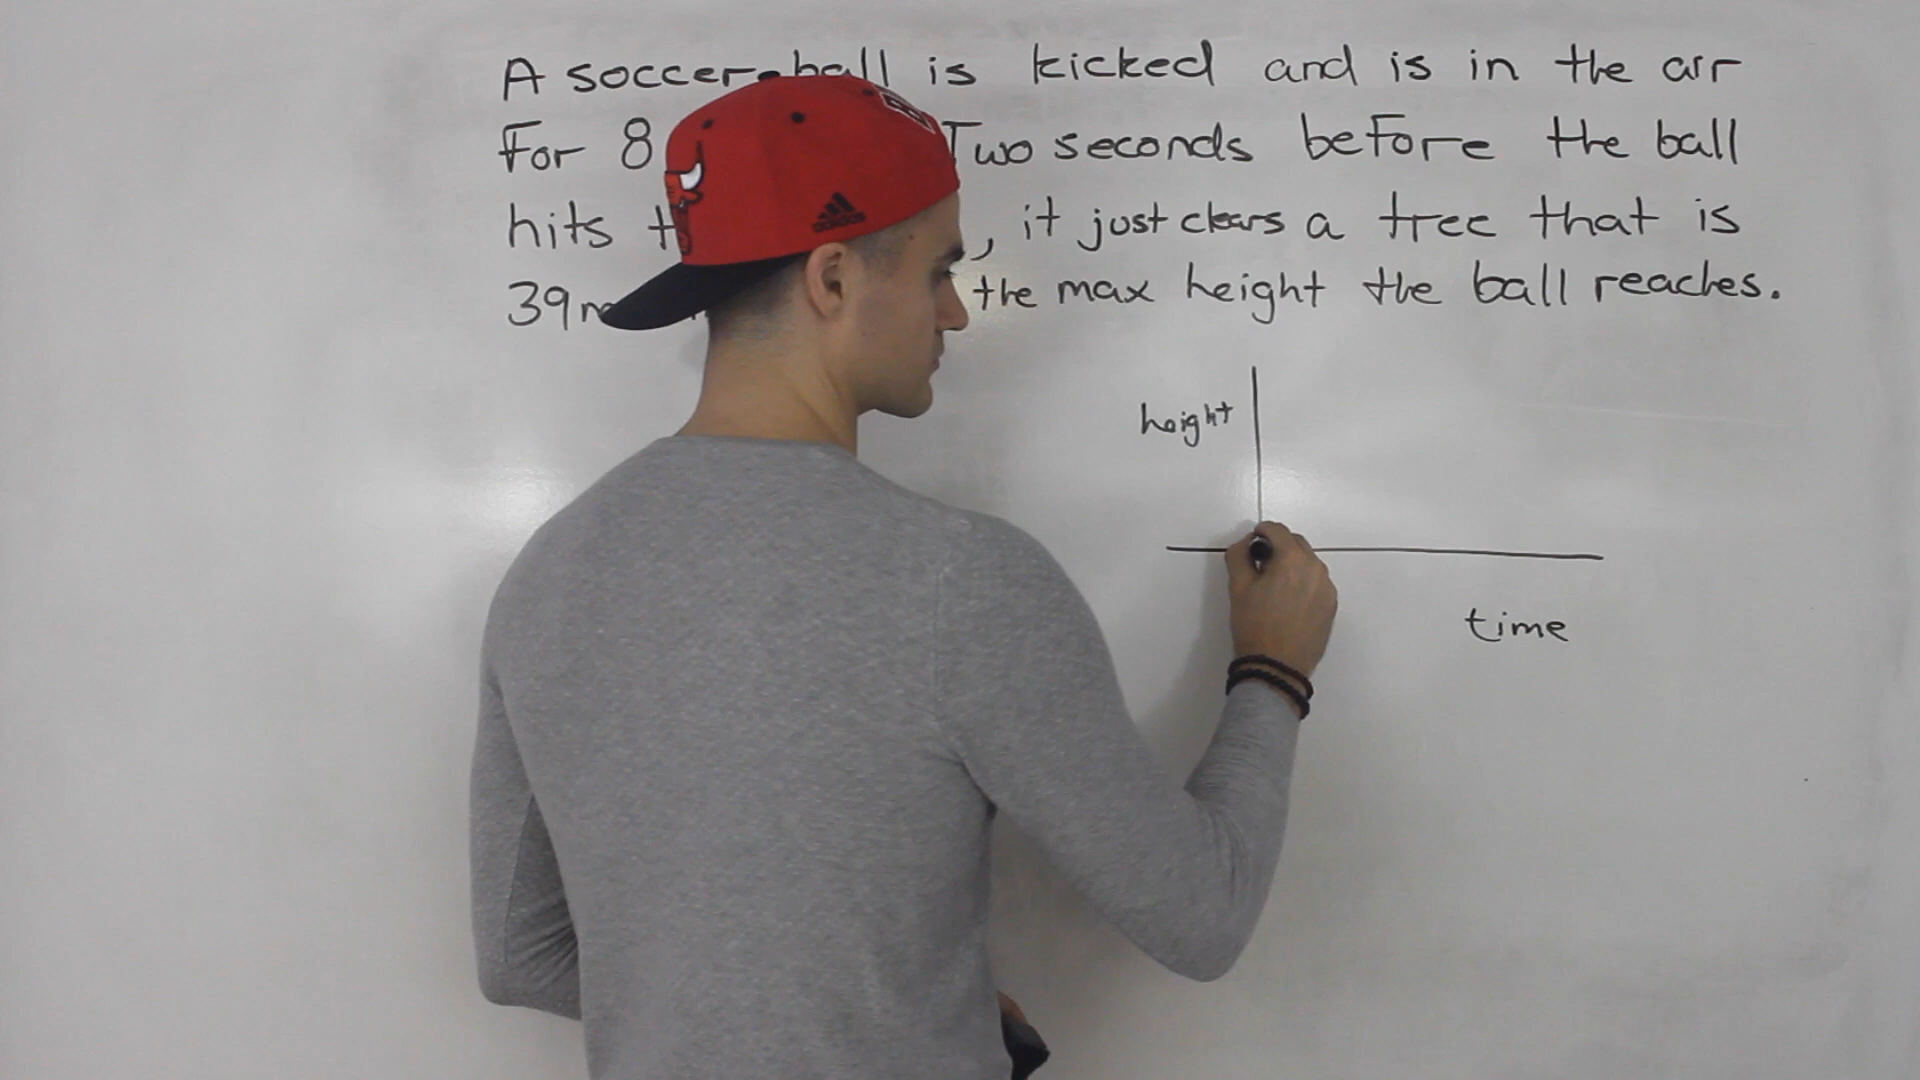 A soccer ball is kicked and is in the air
For 8 Two seconds before the ball
hits , it just clears a tree that is
39m the max height the ball reaches.
height
time
adidas